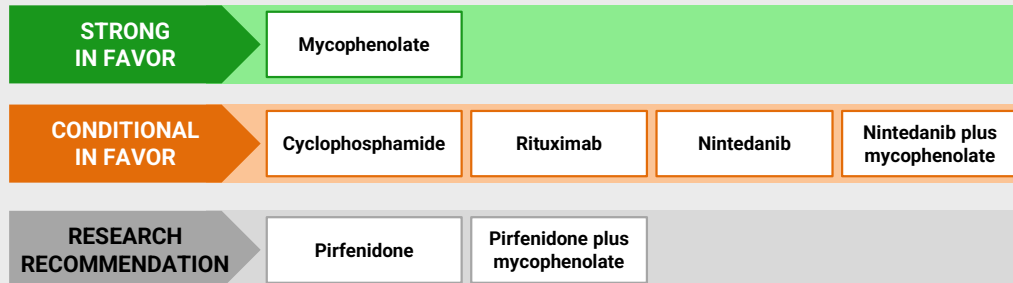 STRONG
IN FAVOR
Mycophenolate
CONDITIONAL
IN FAVOR
Cyclophosphamide
Rituximab
Nintedanib
Nintedanib plus
mycophenolate
RESEARCH
RECOMMENDATION
Pirfenidone
Pirfenidone plus
mycophenolate